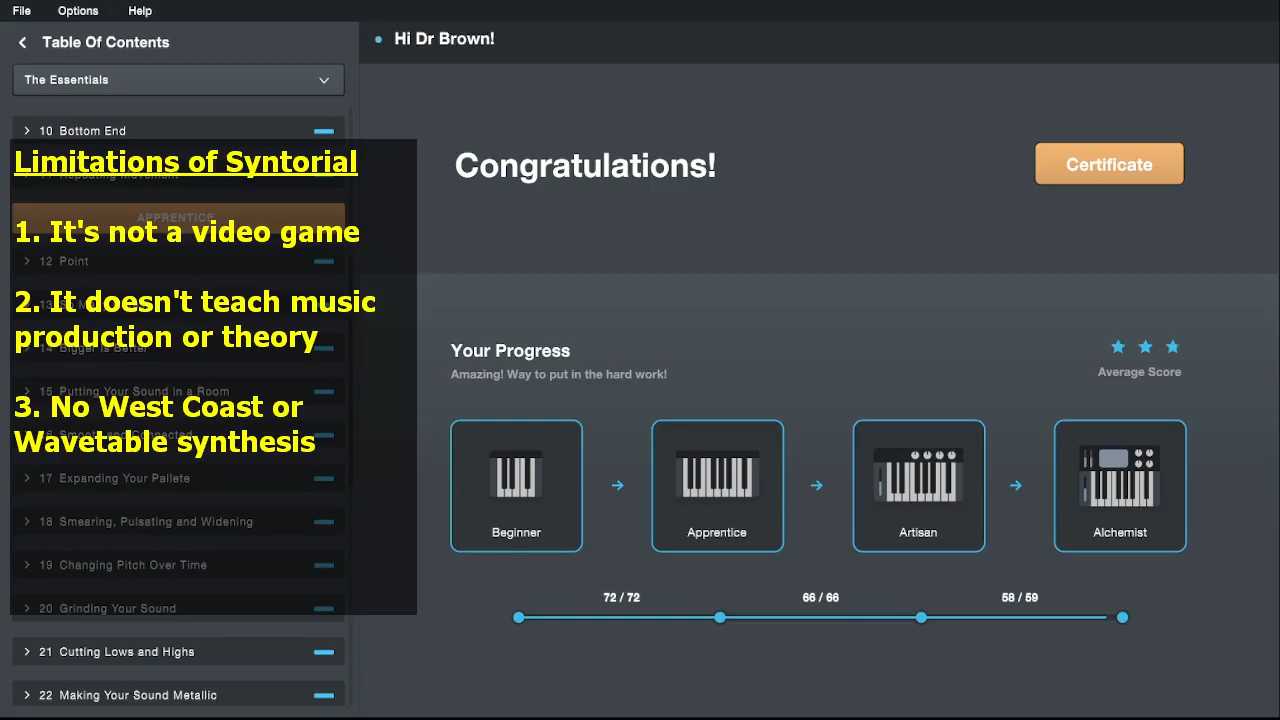 File Options Help
Table Of Contents
Hi Dr Brown!
The Essentials
10 Bottom End
Limitations of Syntorial
APPRENTICE
1. It's not a video game
12 Point
2. It doesn't teach music
production or theory
14 Bigger is Better
15 Putting Your Sound in a Room
3. No West Coast or
Wavetable synthesis
17 Expanding Your Pallete
18 Smearing, Pulsating and Widening
19 Changing Pitch Over Time
20 Grinding Your Sound
21 Cutting Lows and Highs
22 Making Your Sound Metallic
Congratulations!
Certificate
Your Progress
Amazing! Way to put in the hard work!
Average Score
Beginner
Apprentice
Artisan
Alchemist
72 / 72
66 / 66
58 / 59